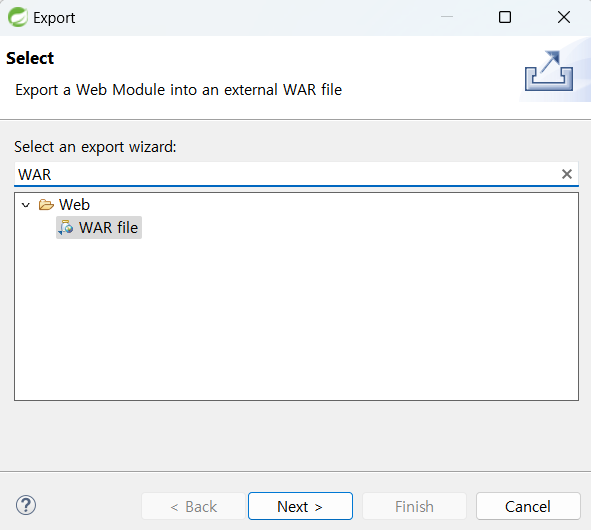 Export
Select
Export a Web Module into an external WAR file
Select an export wizard:
WAR
Web
WAR file
< Back
Next >
Finish
Cancel